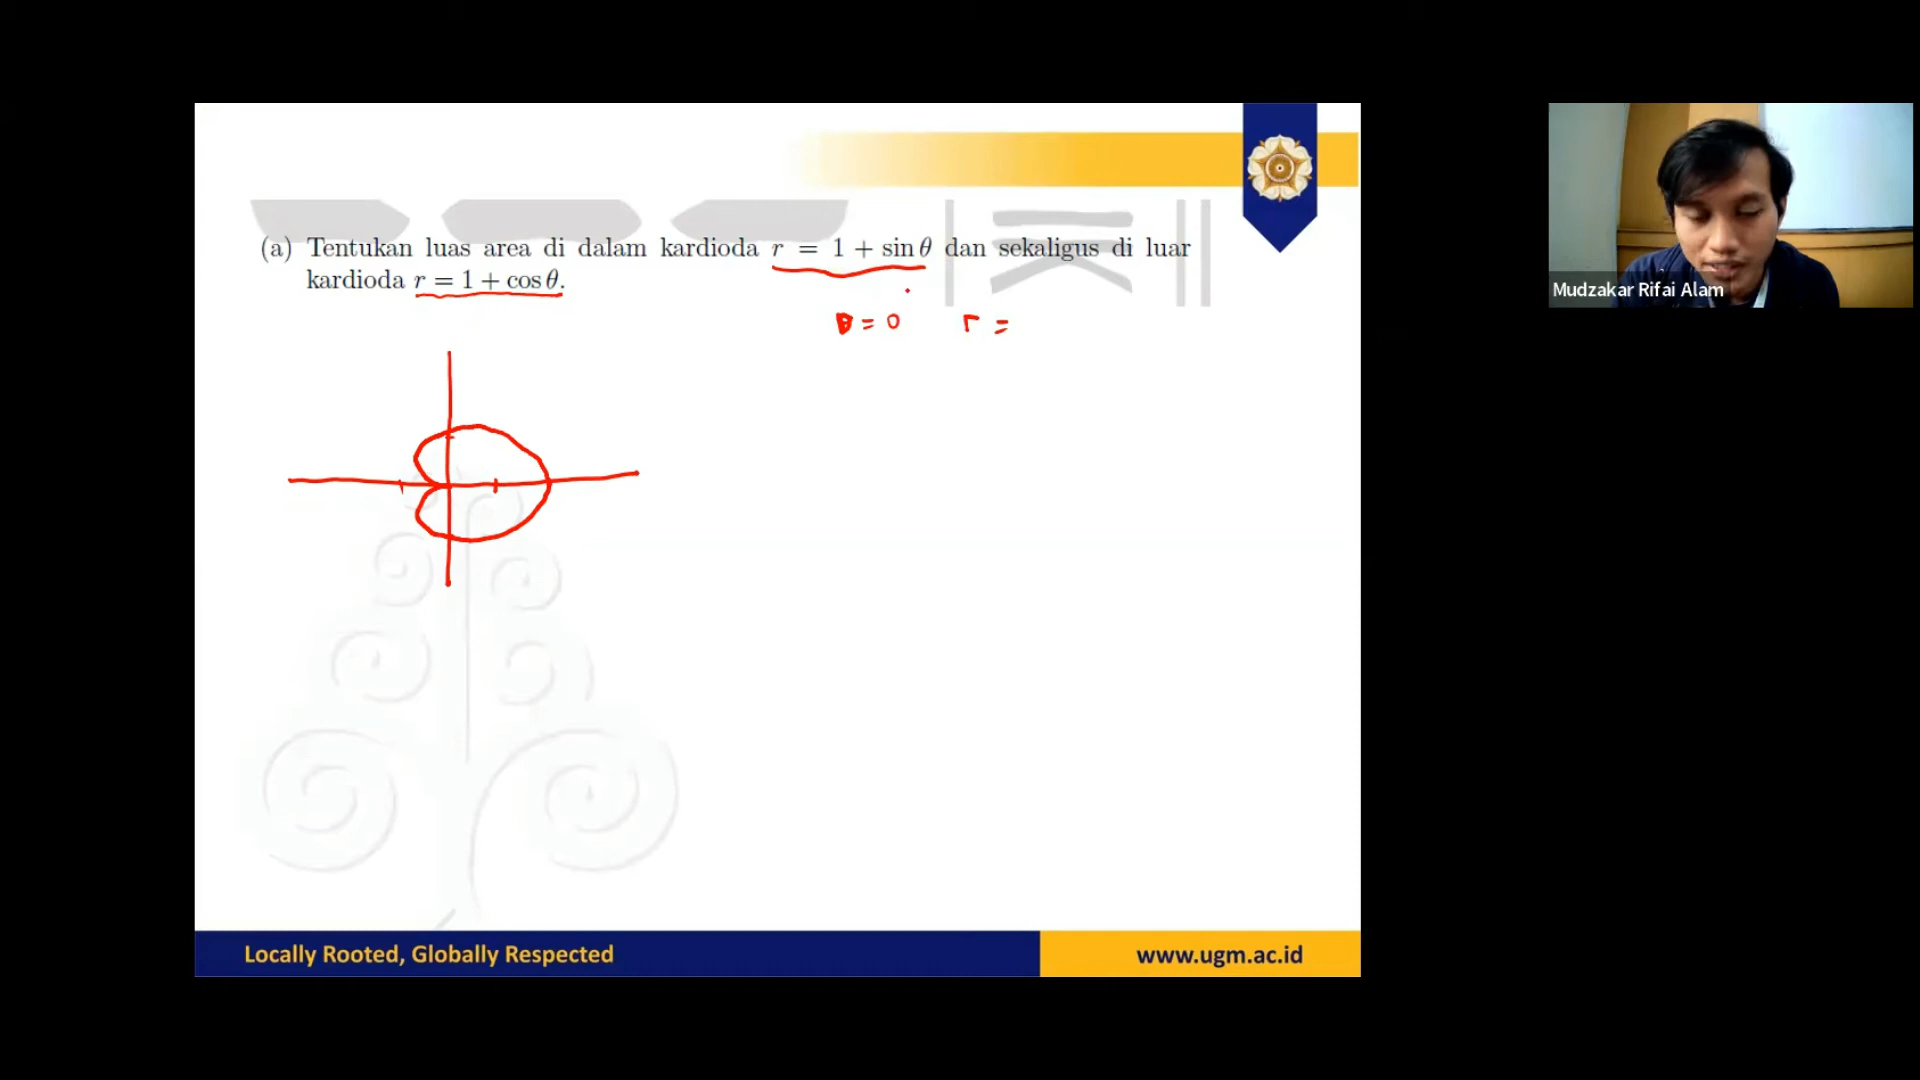 (a) Tentukan luas area di dalam kardioda r = 1 + sin θ dan sekaligus di luar
kardioda r = 1 + cos θ.
θ = 0 r =
Mudzakar Rifai Alam
Locally Rooted, Globally Respected
www.ugm.ac.id